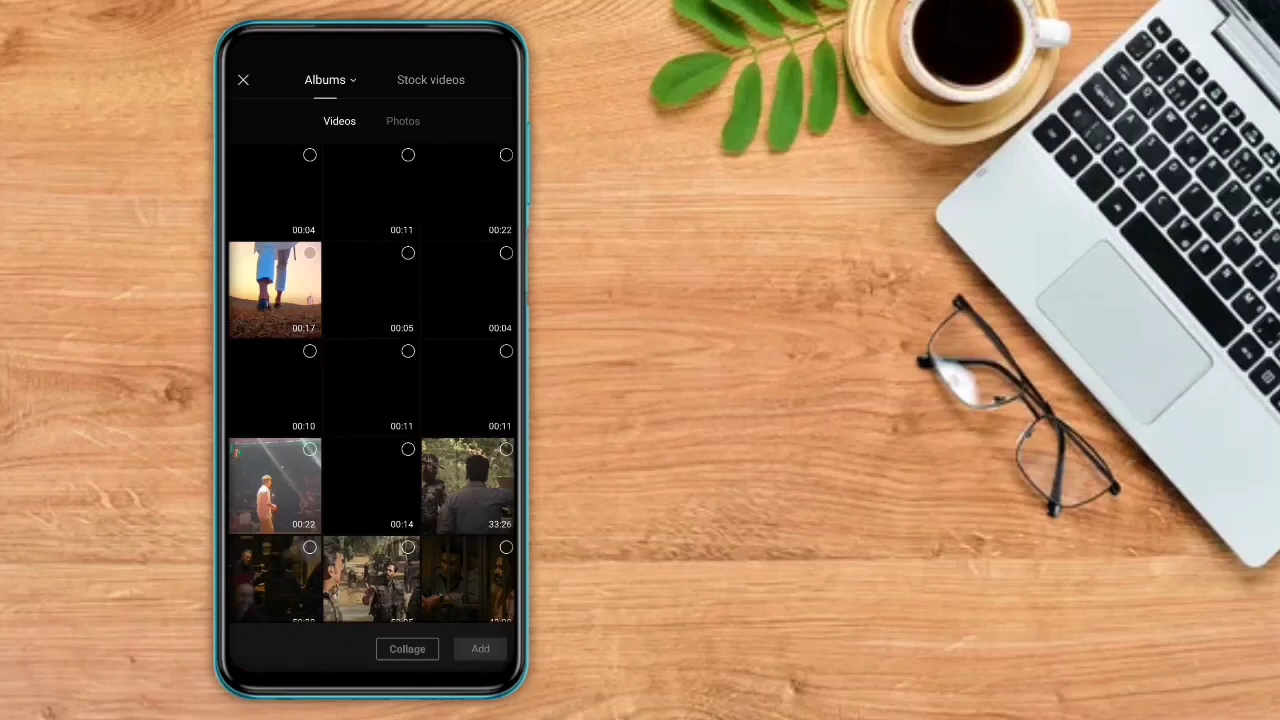 Albums Stock videos
Videos Photos
00:04 00:11 00:22
00:17 00:05 00:04
00:10 00:11 00:11
00:22 00:14 33:26
Collage Add